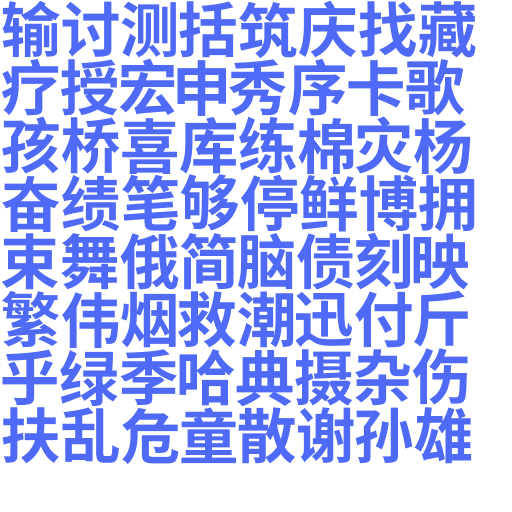 输讨测括筑庆找藏
疗授宏申秀序卡歌
孩桥喜库练棉灾杨
奋绩笔够停鲜博拥
束舞俄简脑债刻映
繁伟烟救潮迅付斤
乎绿季哈典摄杂伤
扶乱危童散谢孙雄